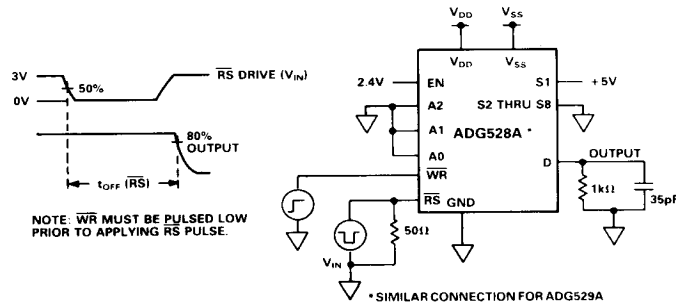 V_DD V_SS
3V
50%
RS DRIVE (V_IN)
0V
80%
OUTPUT
t_OFF (RS)
NOTE: WR MUST BE PULSED LOW
PRIOR TO APPLYING RS PULSE.
2.4V
EN
V_DD V_SS
S1
+5V
A2
S2 THRU S8
A1
ADG528A *
A0
D
OUTPUT
WR
RS
GND
1kΩ
35pF
50Ω
V_IN
* SIMILAR CONNECTION FOR ADG529A